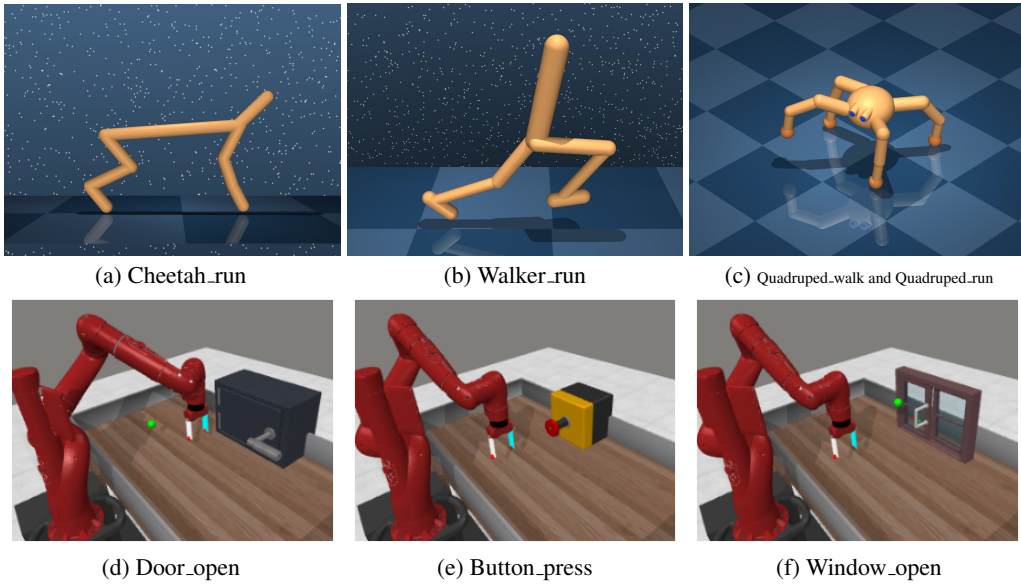 (a) Cheetah_run
(b) Walker_run
(c) Quadruped_walk and Quadruped_run
(d) Door_open
(e) Button_press
(f) Window_open